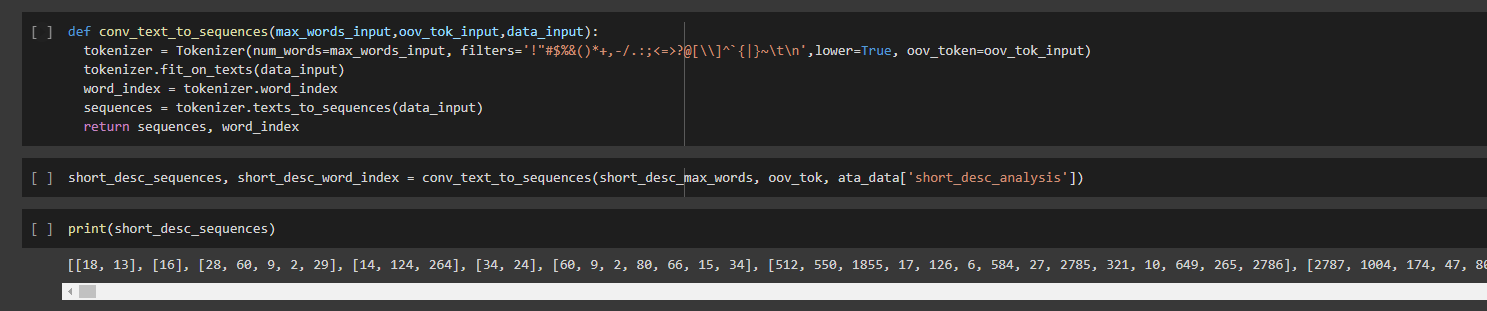 [ ] def conv_text_to_sequences(max_words_input,oov_tok_input,data_input):
tokenizer = Tokenizer(num_words=max_words_input, filters='!"#$%&()*+,-/.:;<=>?@[\\]^`{|}~\t\n',lower=True, oov_token=oov_tok_input)
tokenizer.fit_on_texts(data_input)
word_index = tokenizer.word_index
sequences = tokenizer.texts_to_sequences(data_input)
return sequences, word_index
[ ] short_desc_sequences, short_desc_word_index = conv_text_to_sequences(short_desc_max_words, oov_tok, ata_data['short_desc_analysis'])
[ ] print(short_desc_sequences)
[[18, 13], [16], [28, 60, 9, 2, 29], [14, 124, 264], [34, 24], [60, 9, 2, 80, 66, 15, 34], [512, 550, 1855, 17, 126, 6, 584, 27, 2785, 321, 10, 649, 265, 2786], [2787, 1004, 174, 47,